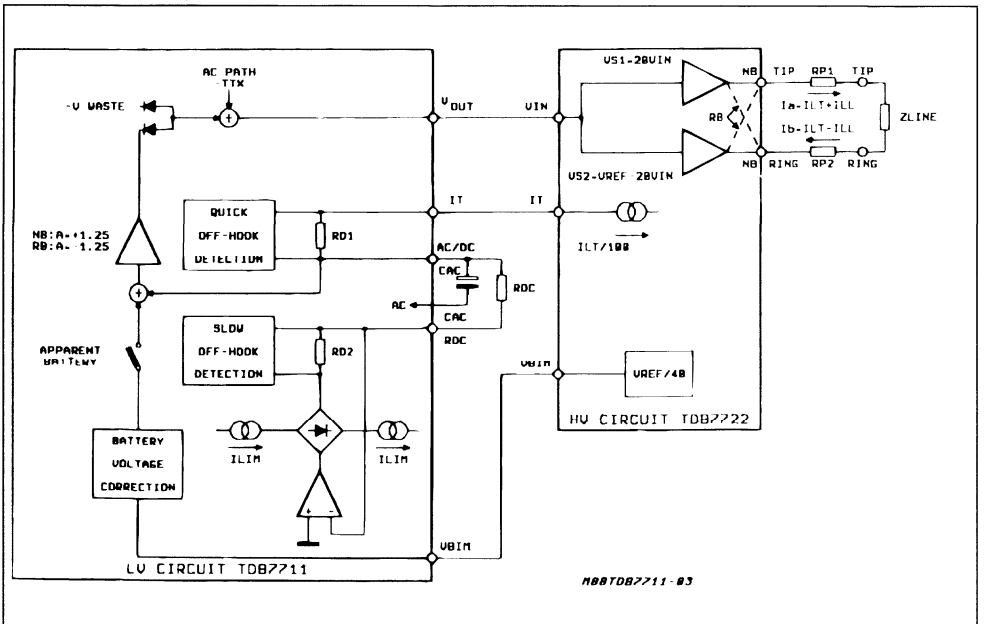 VS1-20VIN
AC PATH
-TTX
-V WASTE
VOUT
VIN
NB
TIP
RP1
TIP
Ia-ILT+ILL
RB
Ib-ILT-ILL
ZLINE
NB
RING
RP2
RING
VS2-VREF-20VIN
IT
IT
QUICK
OFF-HOOK
DETECTION
RD1
NB:A-+1.25
RB:A- 1.25
ILT/100
AC/DC
CAC
RDC
AC
CAC
RDC
SLOW
OFF-HOOK
DETECTION
RD2
APPARENT
BATTERY
VBIM
VREF/40
HV CIRCUIT TDB7722
ILIM
ILIM
BATTERY
VOLTAGE
CORRECTION
+ -
VBIM
LV CIRCUIT TDB7711
M88TDB7711-03